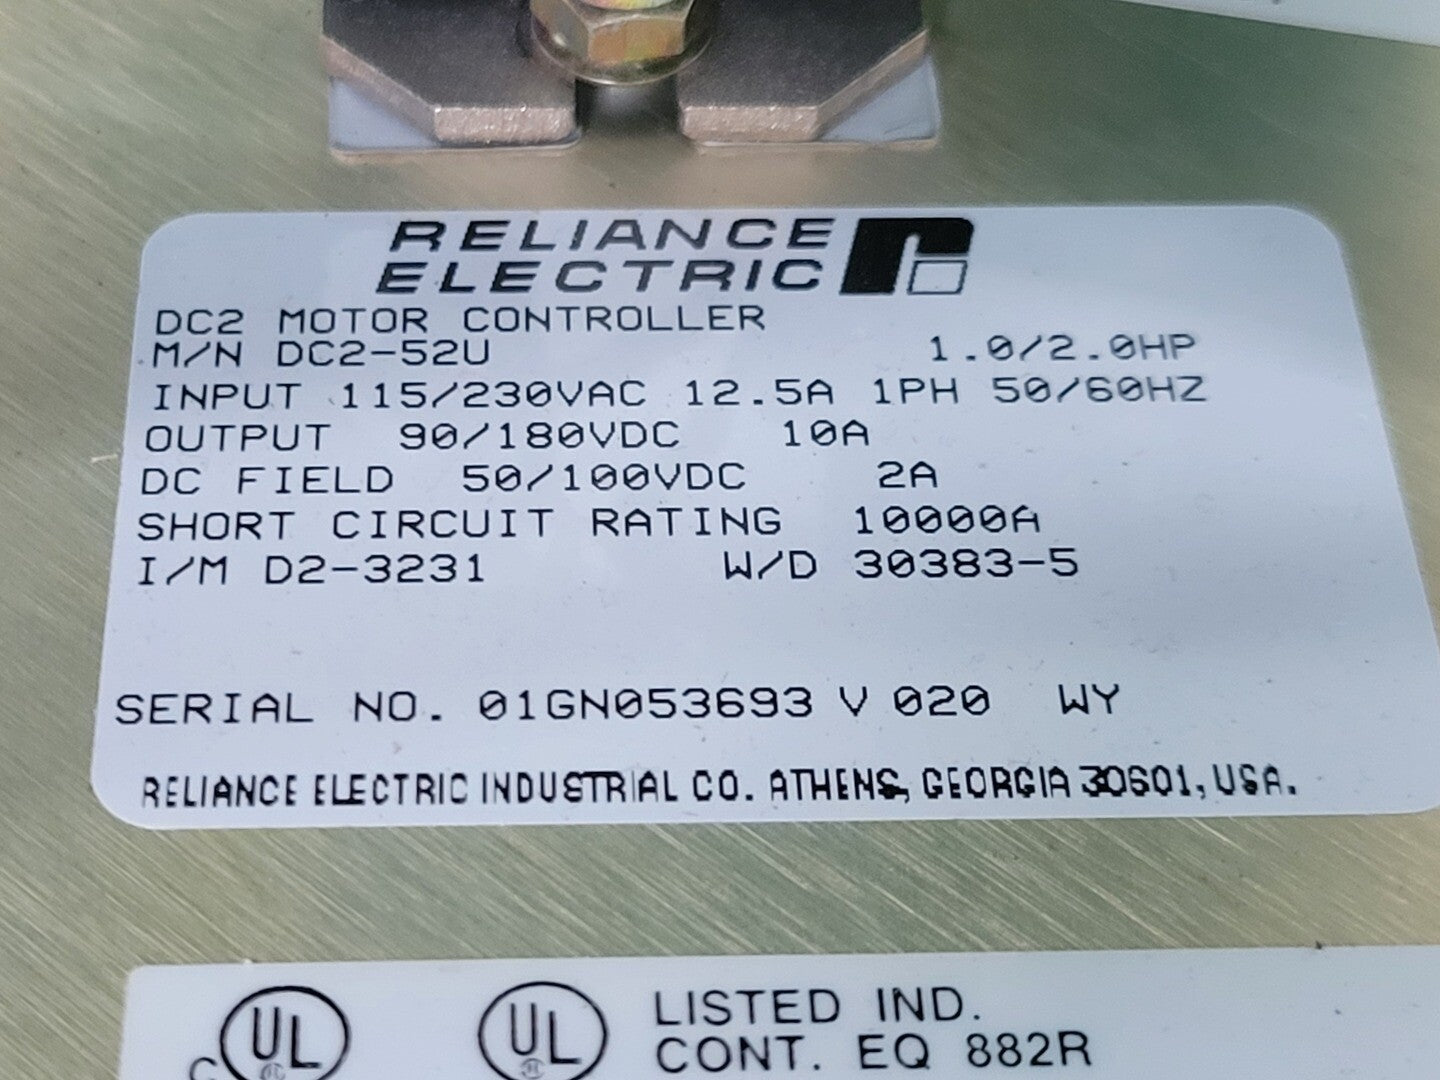 RELIANCE
ELECTRIC
DC2 MOTOR CONTROLLER
M/N DC2-52U 1.0/2.0HP
INPUT 115/230VAC 12.5A 1PH 50/60HZ
OUTPUT 90/180VDC 10A
DC FIELD 50/100VDC 2A
SHORT CIRCUIT RATING 10000A
I/M D2-3231 W/D 30383-5
SERIAL NO. 01GN053693 V 020 WY
RELIANCE ELECTRIC INDUSTRIAL CO. ATHENS, GEORGIA 30601, USA.
C UL UL LISTED IND.
CONT. EQ 882R